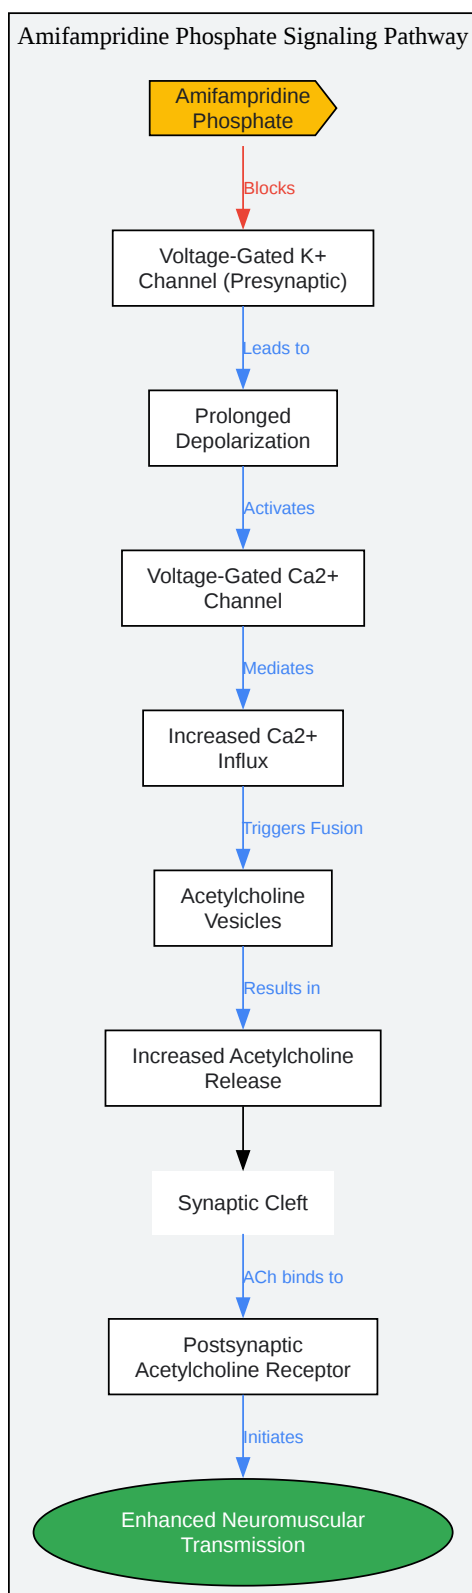 Amifampridine Phosphate Signaling Pathway
Amifampridine
Phosphate
Blocks
Voltage-Gated K+
Channel (Presynaptic)
Leads to
Prolonged
Depolarization
Activates
Voltage-Gated Ca2+
Channel
Mediates
Increased Ca2+
Influx
Triggers Fusion
Acetylcholine
Vesicles
Results in
Increased Acetylcholine
Release
Synaptic Cleft
ACh binds to
Postsynaptic
Acetylcholine Receptor
Initiates
Enhanced Neuromuscular
Transmission